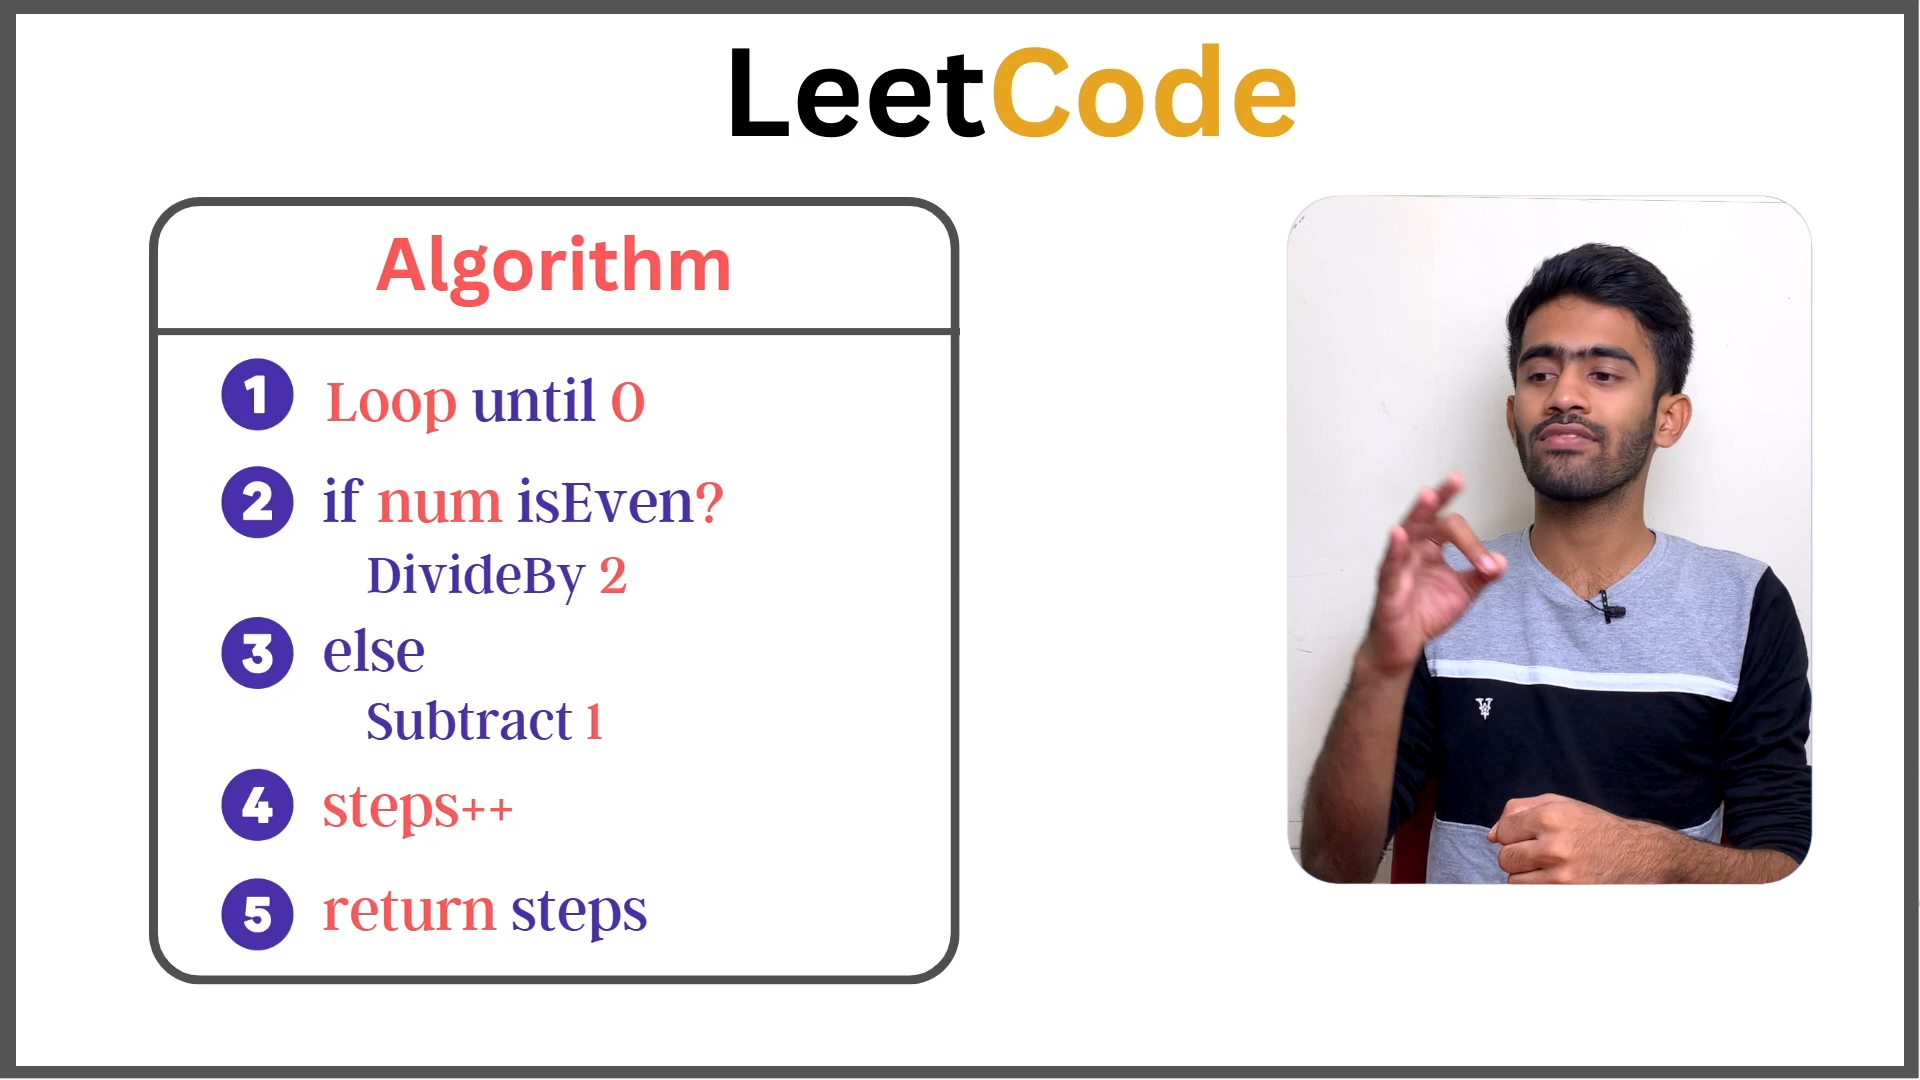 LeetCode
Algorithm
1 Loop until 0
2 if num isEven?
DivideBy 2
3 else
Subtract 1
4 steps++
5 return steps